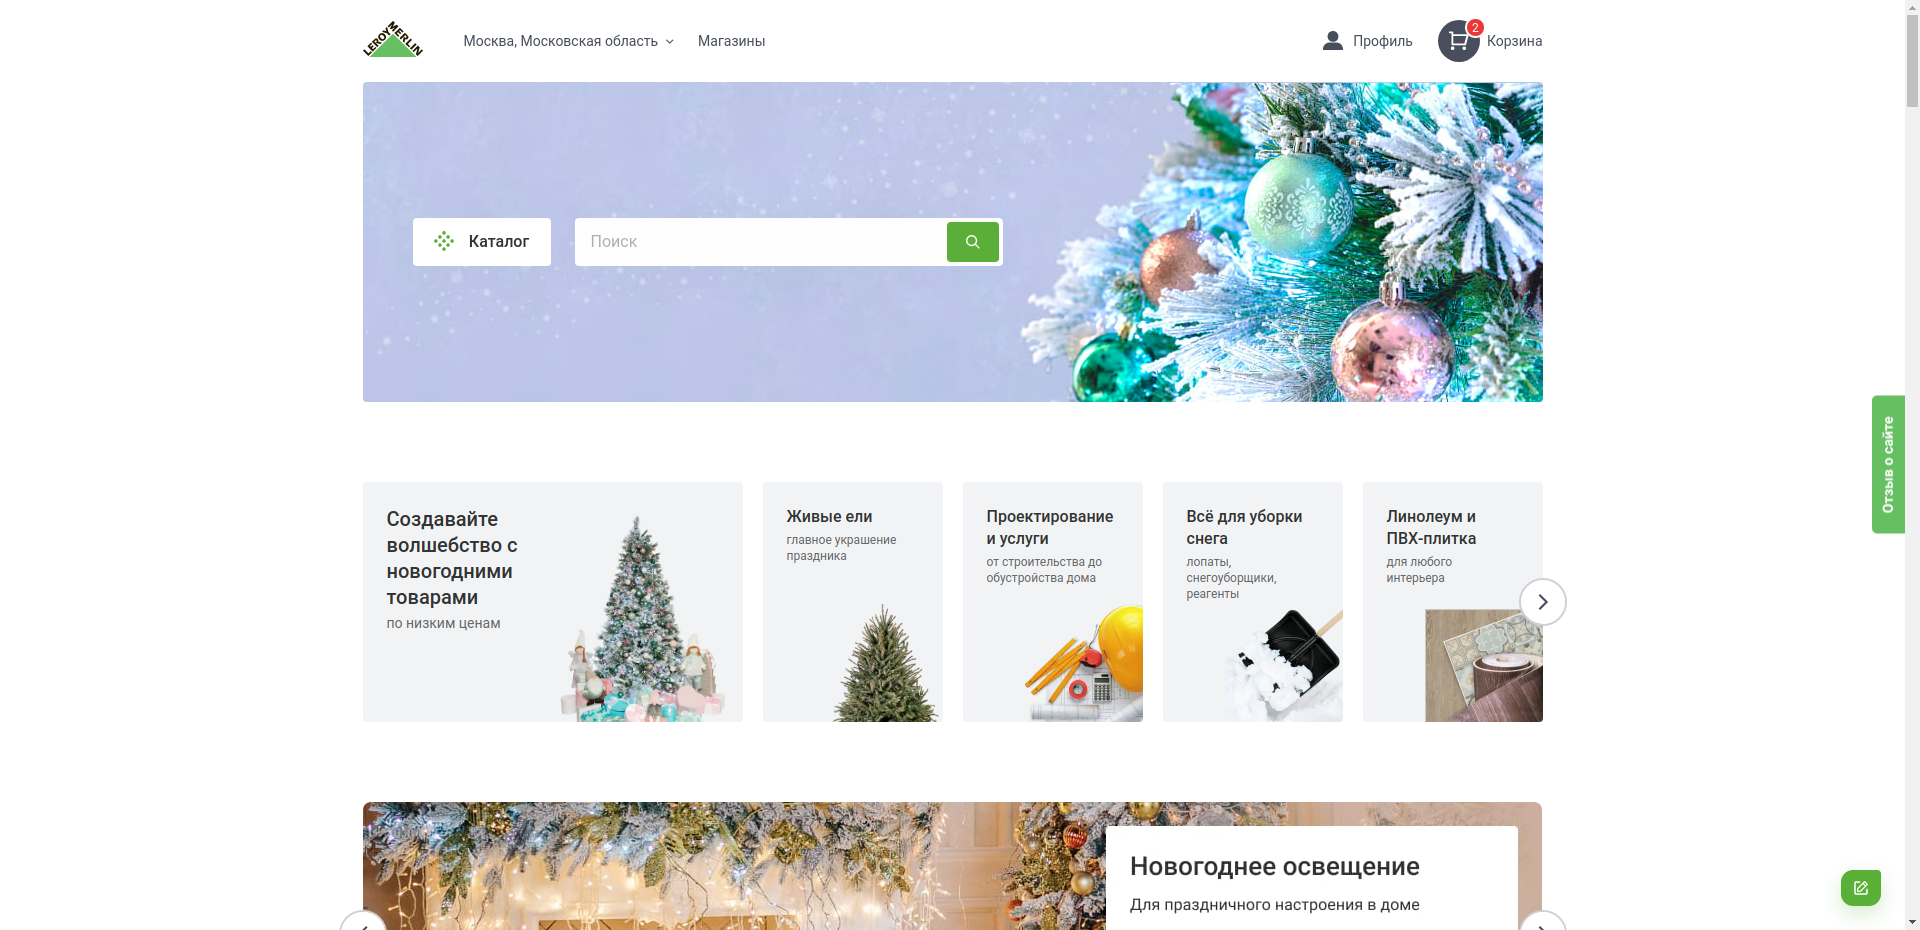 LEROY MERLIN
Москва, Московская область
Магазины
Профиль
2
Корзина
Каталог
Поиск
Отзыв о сайте
Создавайте
волшебство с
новогодними
товарами
по низким ценам
Живые ели
главное украшение
праздника
Проектирование
и услуги
от строительства до
обустройства дома
Всё для уборки
снега
лопаты,
снегоуборщики,
реагенты
Линолеум и
ПВХ-плитка
для любого
интерьера
Новогоднее освещение
Для праздничного настроения в доме